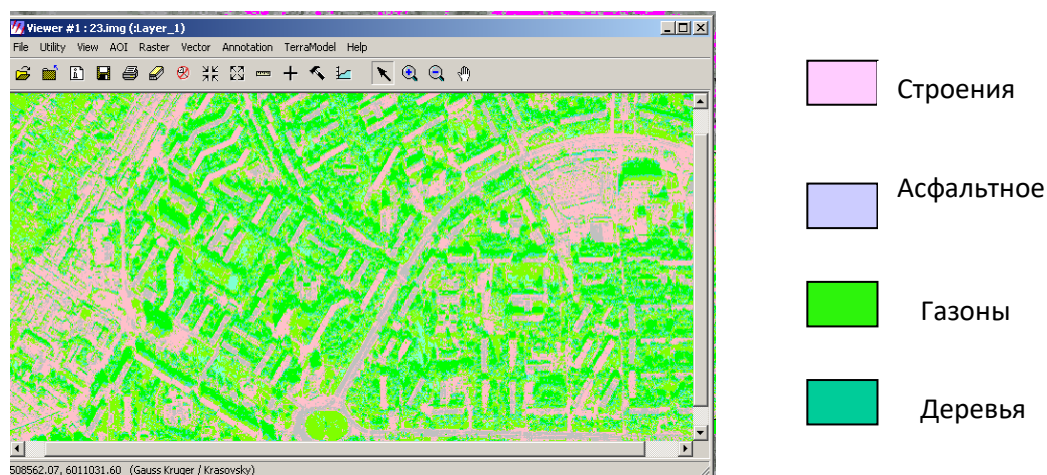 Viewer #1 : 23.img (:Layer_1)
File Utility View AOI Raster Vector Annotation TerraModel Help
508562.07, 6011031.60 (Gauss Kruger / Krasovsky)
Строения
Асфальтное
Газоны
Деревья